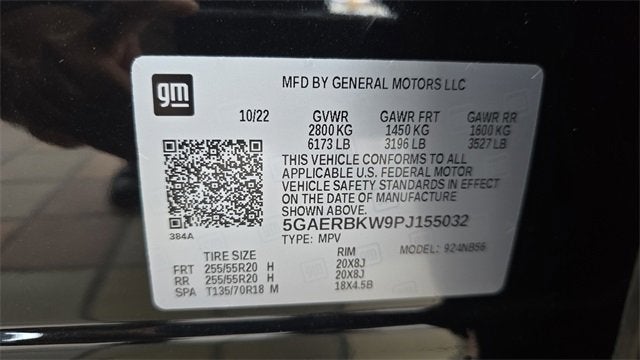 gm
MFD BY GENERAL MOTORS LLC
10/22 GVWR GAWR FRT GAWR RR
2800 KG 1450 KG 1600 KG
6173 LB 3196 LB 3527 LB
THIS VEHICLE CONFORMS TO ALL
APPLICABLE U.S. FEDERAL MOTOR
VEHICLE SAFETY STANDARDS IN EFFECT
ON THE DATE OF MANUFACTURE
SHOWN ABOVE.
384A
5GAERBKW9PJ155032
TYPE: MPV MODEL: 924NB56
TIRE SIZE RIM
FRT 255/55R20 H 20X8J
RR 255/55R20 H 20X8J
SPA T135/70R18 M 18X4.5B